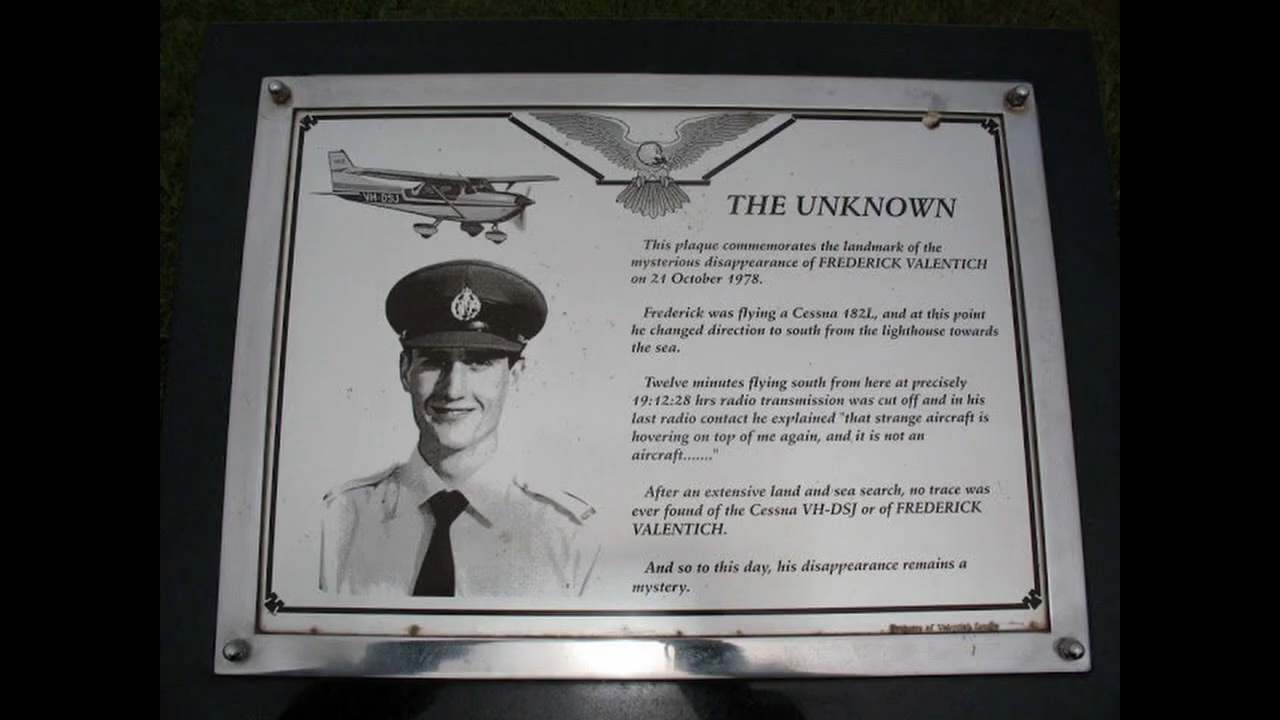 VH-DSJ
THE UNKNOWN
This plaque commemorates the landmark of the
mysterious disappearance of FREDERICK VALENTICH
on 21 October 1978.
Frederick was flying a Cessna 182L, and at this point
he changed direction to south from the lighthouse towards
the sea.
Twelve minutes flying south from here at precisely
19:12:28 hrs radio transmission was cut off and in his
last radio contact he explained "that strange aircraft is
hovering on top of me again, and it is not an
aircraft......."
After an extensive land and sea search, no trace was
ever found of the Cessna VH-DSJ or of FREDERICK
VALENTICH.
And so to this day, his disappearance remains a
mystery.
of Valentich family